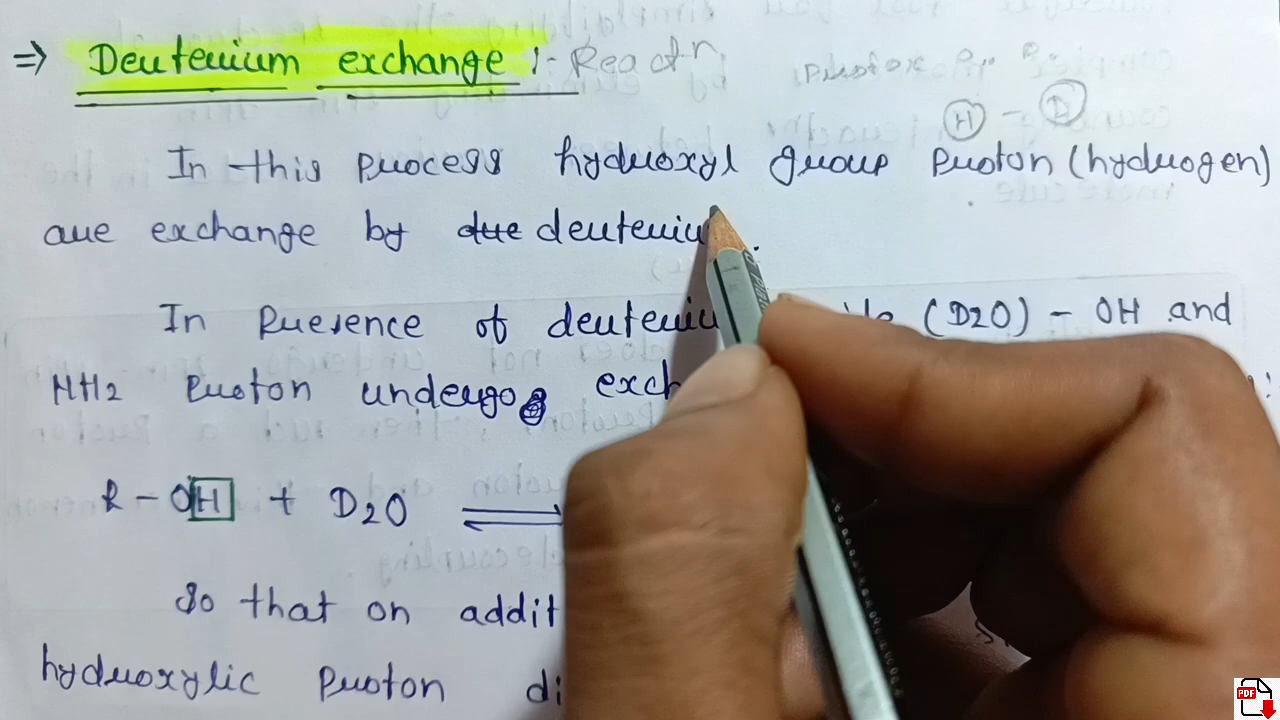 ⇒ Deuterium exchange :- Reactn
H - D
In this process hydroxyl group proton (hydrogen)
are exchange by due deuteriu
In Presence of deuteriu (D2O) - OH and
NH2 Proton undergo exch
R - OH + D2O ⇌
So that on addit
hydroxylic Proton di
PDF